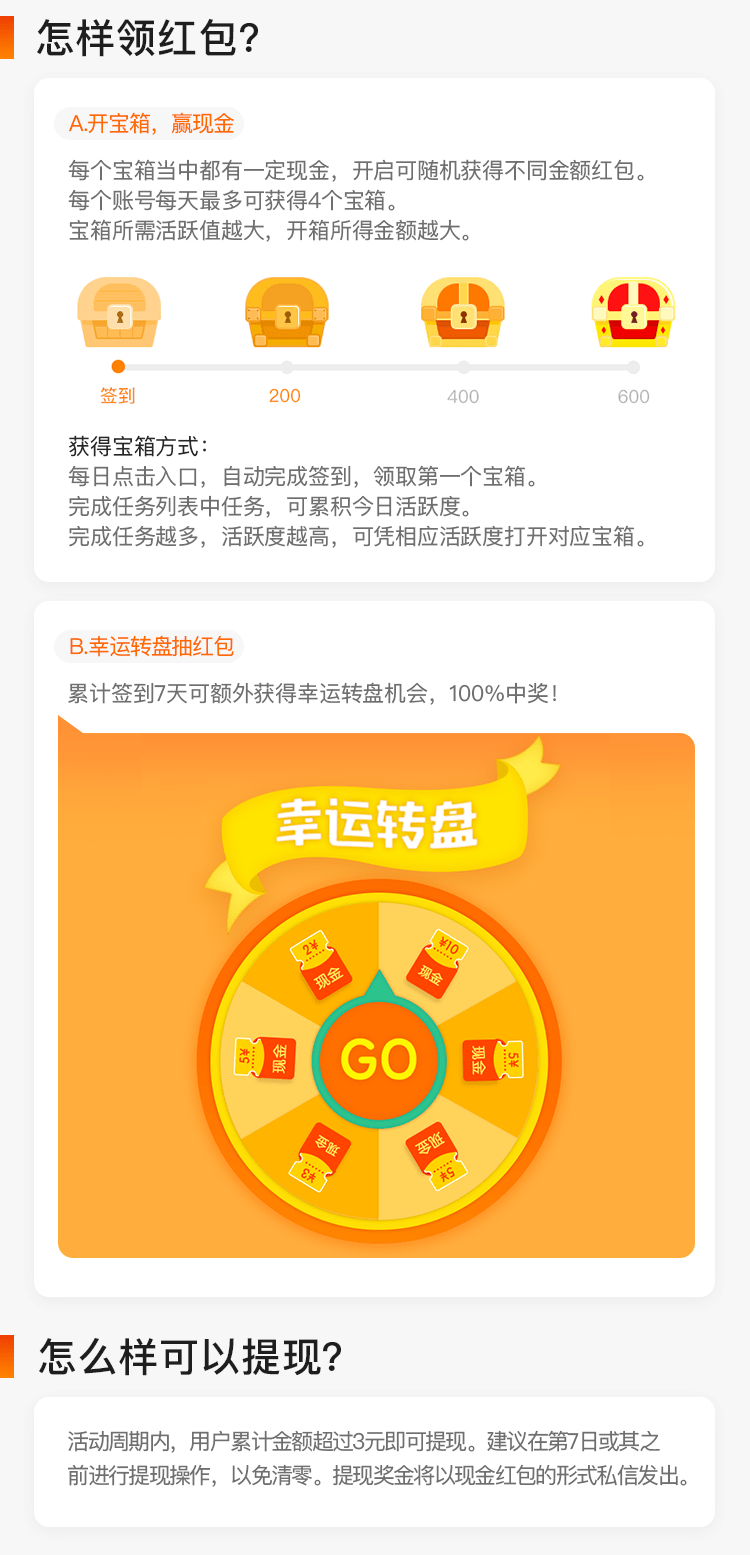 怎样领红包?
A.开宝箱，赢现金
每个宝箱当中都有一定现金，开启可随机获得不同金额红包。
每个账号每天最多可获得4个宝箱。
宝箱所需活跃值越大，开箱所得金额越大。
签到 200 400 600
获得宝箱方式：
每日点击入口，自动完成签到，领取第一个宝箱。
完成任务列表中任务，可累积今日活跃度。
完成任务越多，活跃度越高，可凭相应活跃度打开对应宝箱。
B.幸运转盘抽红包
累计签到7天可额外获得幸运转盘机会，100%中奖！
幸运转盘
2¥
现金
¥10
现金
5¥
现金
GO
5¥
现金
¥3
现金
5¥
现金
怎么样可以提现?
活动周期内，用户累计金额超过3元即可提现。建议在第7日或其之
前进行提现操作，以免清零。提现奖金将以现金红包的形式私信发出。